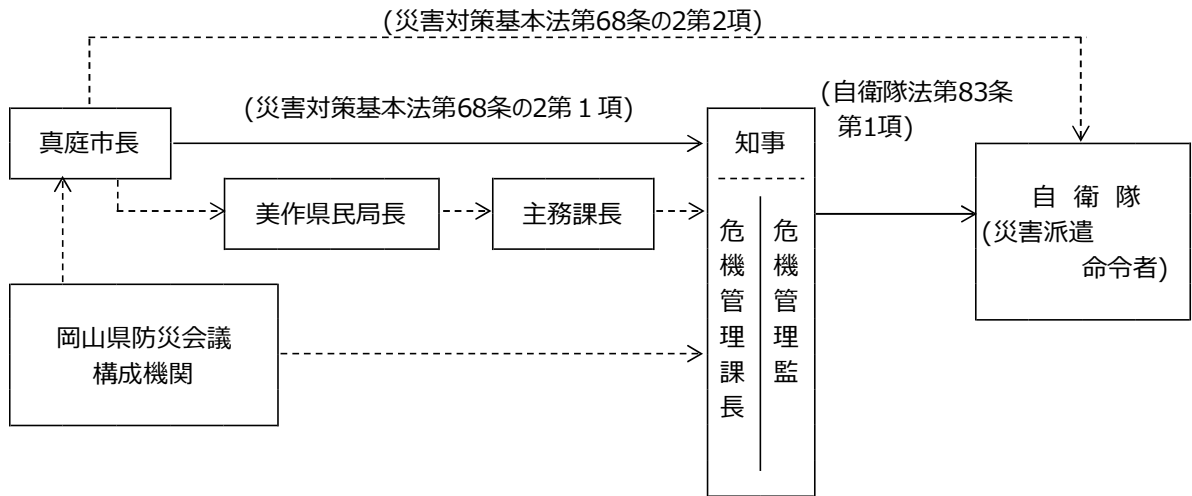 (災害対策基本法第68条の2第2項)
(災害対策基本法第68条の2第１項)
(自衛隊法第83条
第1項)
真庭市長
知事
美作県民局長
主務課長
危機管理課長
危機管理監
自 衛 隊
(災害派遣
命令者)
岡山県防災会議
構成機関